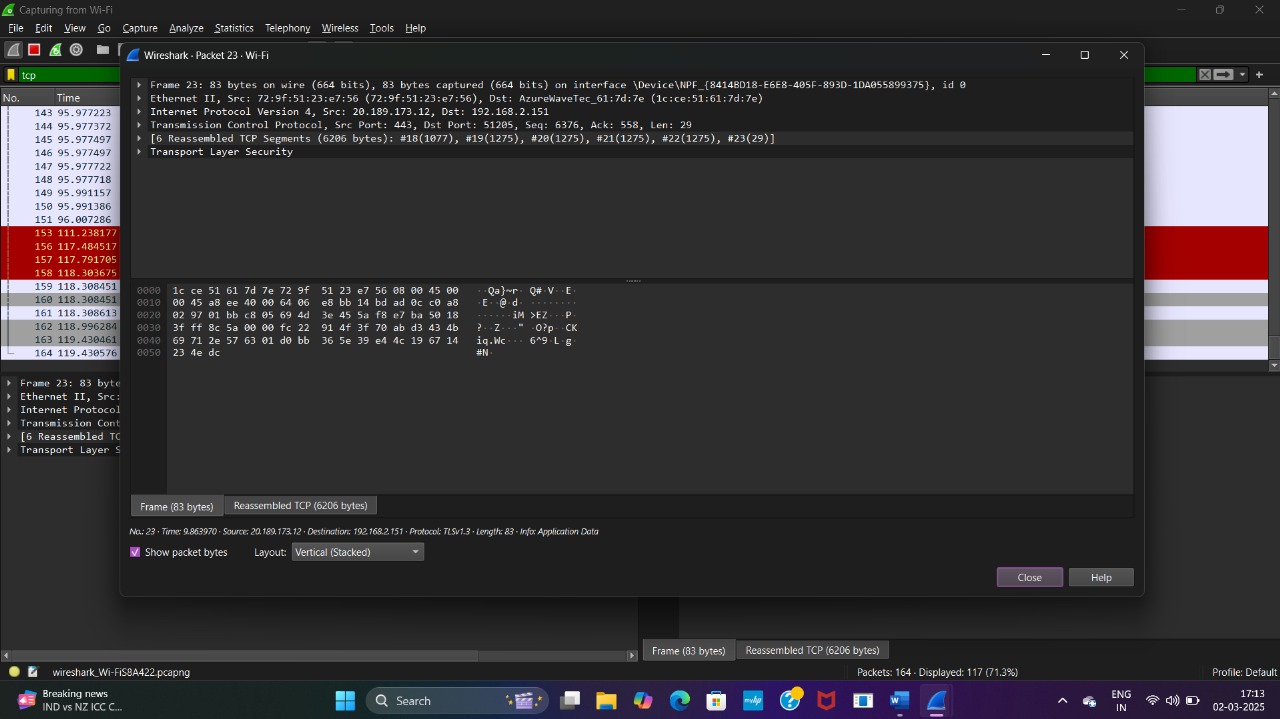 Capturing from Wi-Fi
File Edit View Go Capture Analyze Statistics Telephony Wireless Tools Help
Wireshark · Packet 23 · Wi-Fi
tcp
No. Time
143 95.977223
144 95.977372
145 95.977497
146 95.977497
147 95.977722
148 95.977718
149 95.991157
150 95.991386
151 96.007286
153 111.238177
156 117.484517
157 117.791705
158 118.303675
159 118.308451
160 118.308451
161 118.308613
162 118.996284
163 119.430461
164 119.430576
Frame 23: 83 bytes on wire (664 bits), 83 bytes captured (664 bits) on interface \Device\NPF_{8414BD18-E6E8-405F-893D-1DA055899375}, id 0
Ethernet II, Src: 72:9f:51:23:e7:56 (72:9f:51:23:e7:56), Dst: AzureWaveTec_61:7d:7e (1c:ce:51:61:7d:7e)
Internet Protocol Version 4, Src: 20.189.173.12, Dst: 192.168.2.151
Transmission Control Protocol, Src Port: 443, Dst Port: 51205, Seq: 6376, Ack: 558, Len: 29
[6 Reassembled TCP Segments (6206 bytes): #18(1077), #19(1275), #20(1275), #21(1275), #22(1275), #23(29)]
Transport Layer Security
0000 1c ce 51 61 7d 7e 72 9f 51 23 e7 56 08 00 45 00 ··Qa}~r· Q#·V··E·
0010 00 45 a8 ee 40 00 64 06 e8 bb 14 bd ad 0c c0 a8 ·E··@·d· ········
0020 02 97 01 bb c8 05 69 4d 3e 45 5a f8 e7 ba 50 18 ······iM >EZ···P·
0030 3f ff 8c 5a 00 00 fc 22 91 4f 3f 70 ab d3 43 4b ?··Z···" ·O?p··CK
0040 69 71 2e 57 63 01 d0 bb 36 5e 39 e4 4c 19 67 14 iq.Wc··· 6^9·L·g·
0050 23 4e dc #N·
Frame (83 bytes) Reassembled TCP (6206 bytes)
No.: 23 · Time: 9.863970 · Source: 20.189.173.12 · Destination: 192.168.2.151 · Protocol: TLSv1.3 · Length: 83 · Info: Application Data
Show packet bytes Layout: Vertical (Stacked)
Close Help
Frame 23: 83 byte
Ethernet II, Src:
Internet Protocol
Transmission Cont
[6 Reassembled TC
Transport Layer S
Frame (83 bytes) Reassembled TCP (6206 bytes)
wireshark_Wi-FiS8A422.pcapng
Packets: 164 · Displayed: 117 (71.3%)
Profile: Default
Breaking news
IND vs NZ ICC C...
Search
myhp
ENG
IN
17:13
02-03-2025